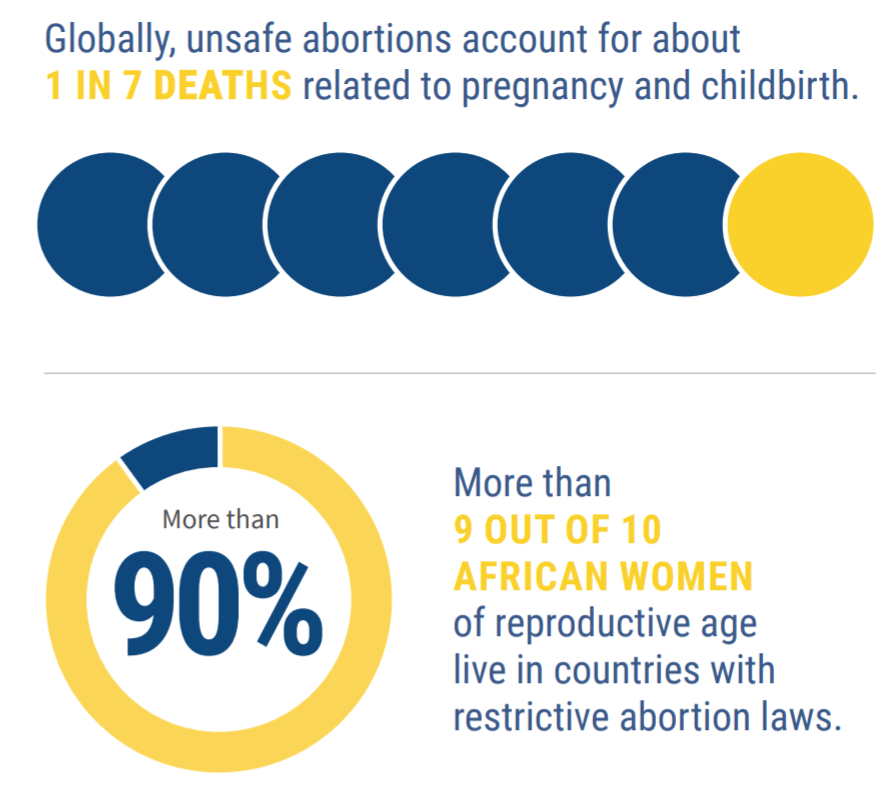 Globally, unsafe abortions account for about
1 IN 7 DEATHS related to pregnancy and childbirth.
More than
90%
More than
9 OUT OF 10
AFRICAN WOMEN
of reproductive age
live in countries with
restrictive abortion laws.